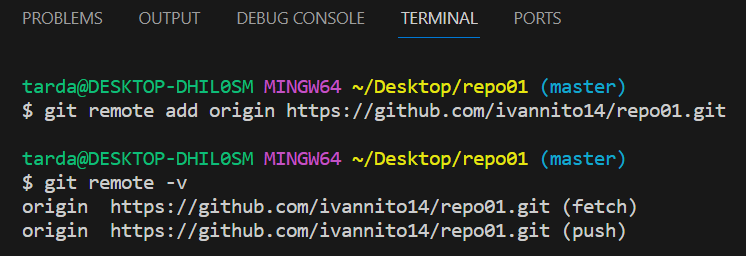 PROBLEMS OUTPUT DEBUG CONSOLE TERMINAL PORTS
tarda@DESKTOP-DHIL0SM MINGW64 ~/Desktop/repo01 (master)
$ git remote add origin https://github.com/ivannito14/repo01.git
tarda@DESKTOP-DHIL0SM MINGW64 ~/Desktop/repo01 (master)
$ git remote -v
origin  https://github.com/ivannito14/repo01.git (fetch)
origin  https://github.com/ivannito14/repo01.git (push)